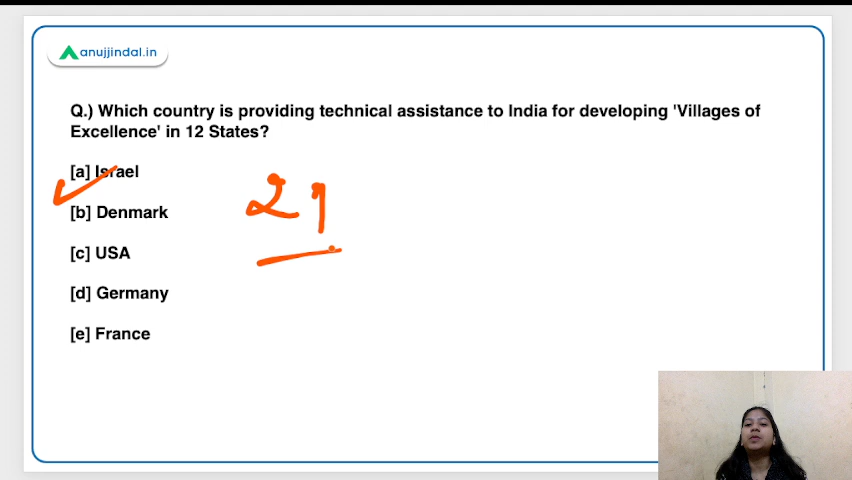 anujjindal.in
Q.) Which country is providing technical assistance to India for developing 'Villages of
Excellence' in 12 States?
[a] Israel
[b] Denmark
21
[c] USA
[d] Germany
[e] France